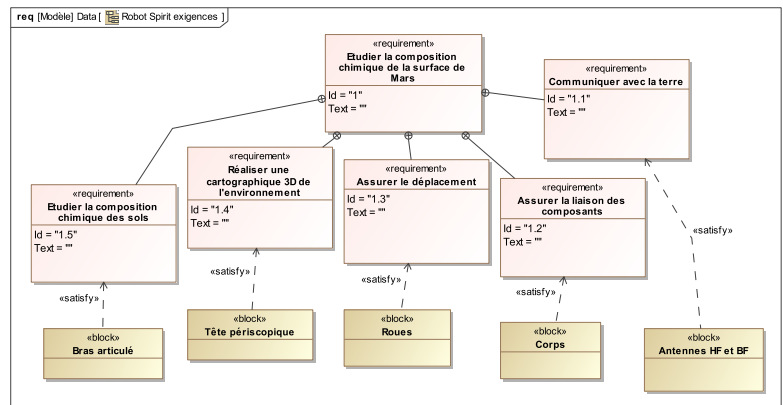 req [Modèle] Data [ Robot Spirit exigences ]
«requirement»
Etudier la composition
chimique de la surface de
Mars
Id = "1"
Text = ""
«requirement»
Communiquer avec la terre
Id = "1.1"
Text = ""
«requirement»
Etudier la composition
chimique des sols
Id = "1.5"
Text = ""
«requirement»
Réaliser une
cartographique 3D de
l'environnement
Id = "1.4"
Text = ""
«requirement»
Assurer le déplacement
Id = "1.3"
Text = ""
«requirement»
Assurer la liaison des
composants
Id = "1.2"
Text = ""
«satisfy»
«satisfy»
«satisfy»
«satisfy»
«satisfy»
«block»
Bras articulé
«block»
Tête périscopique
«block»
Roues
«block»
Corps
«block»
Antennes HF et BF